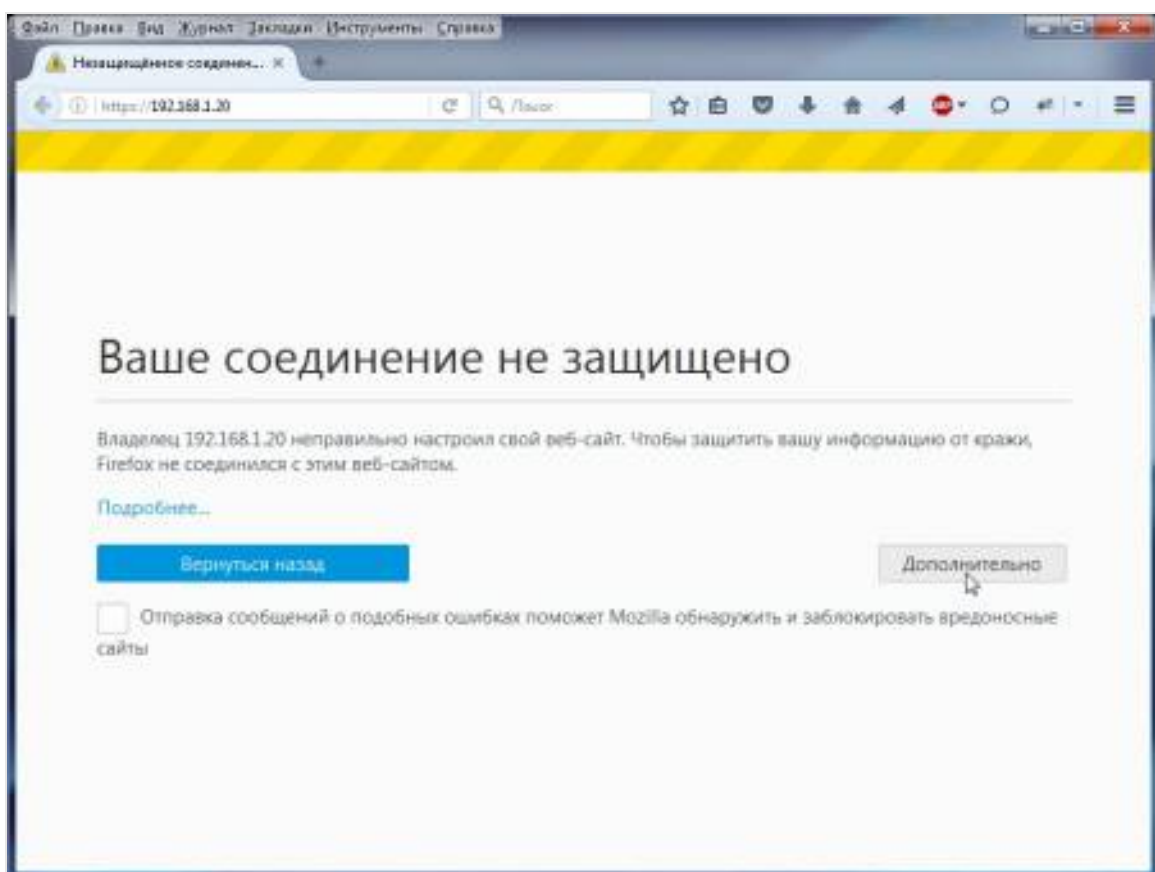 Файл Правка Вид Журнал Закладки Инструменты Справка
Незащищённое соединен...
https://192.168.1.20
Поиск
Ваше соединение не защищено
Владелец 192.168.1.20 неправильно настроил свой веб-сайт. Чтобы защитить вашу информацию от кражи,
Firefox не соединился с этим веб-сайтом.
Подробнее...
Вернуться назад
Дополнительно
Отправка сообщений о подобных ошибках поможет Mozilla обнаружить и заблокировать вредоносные
сайты